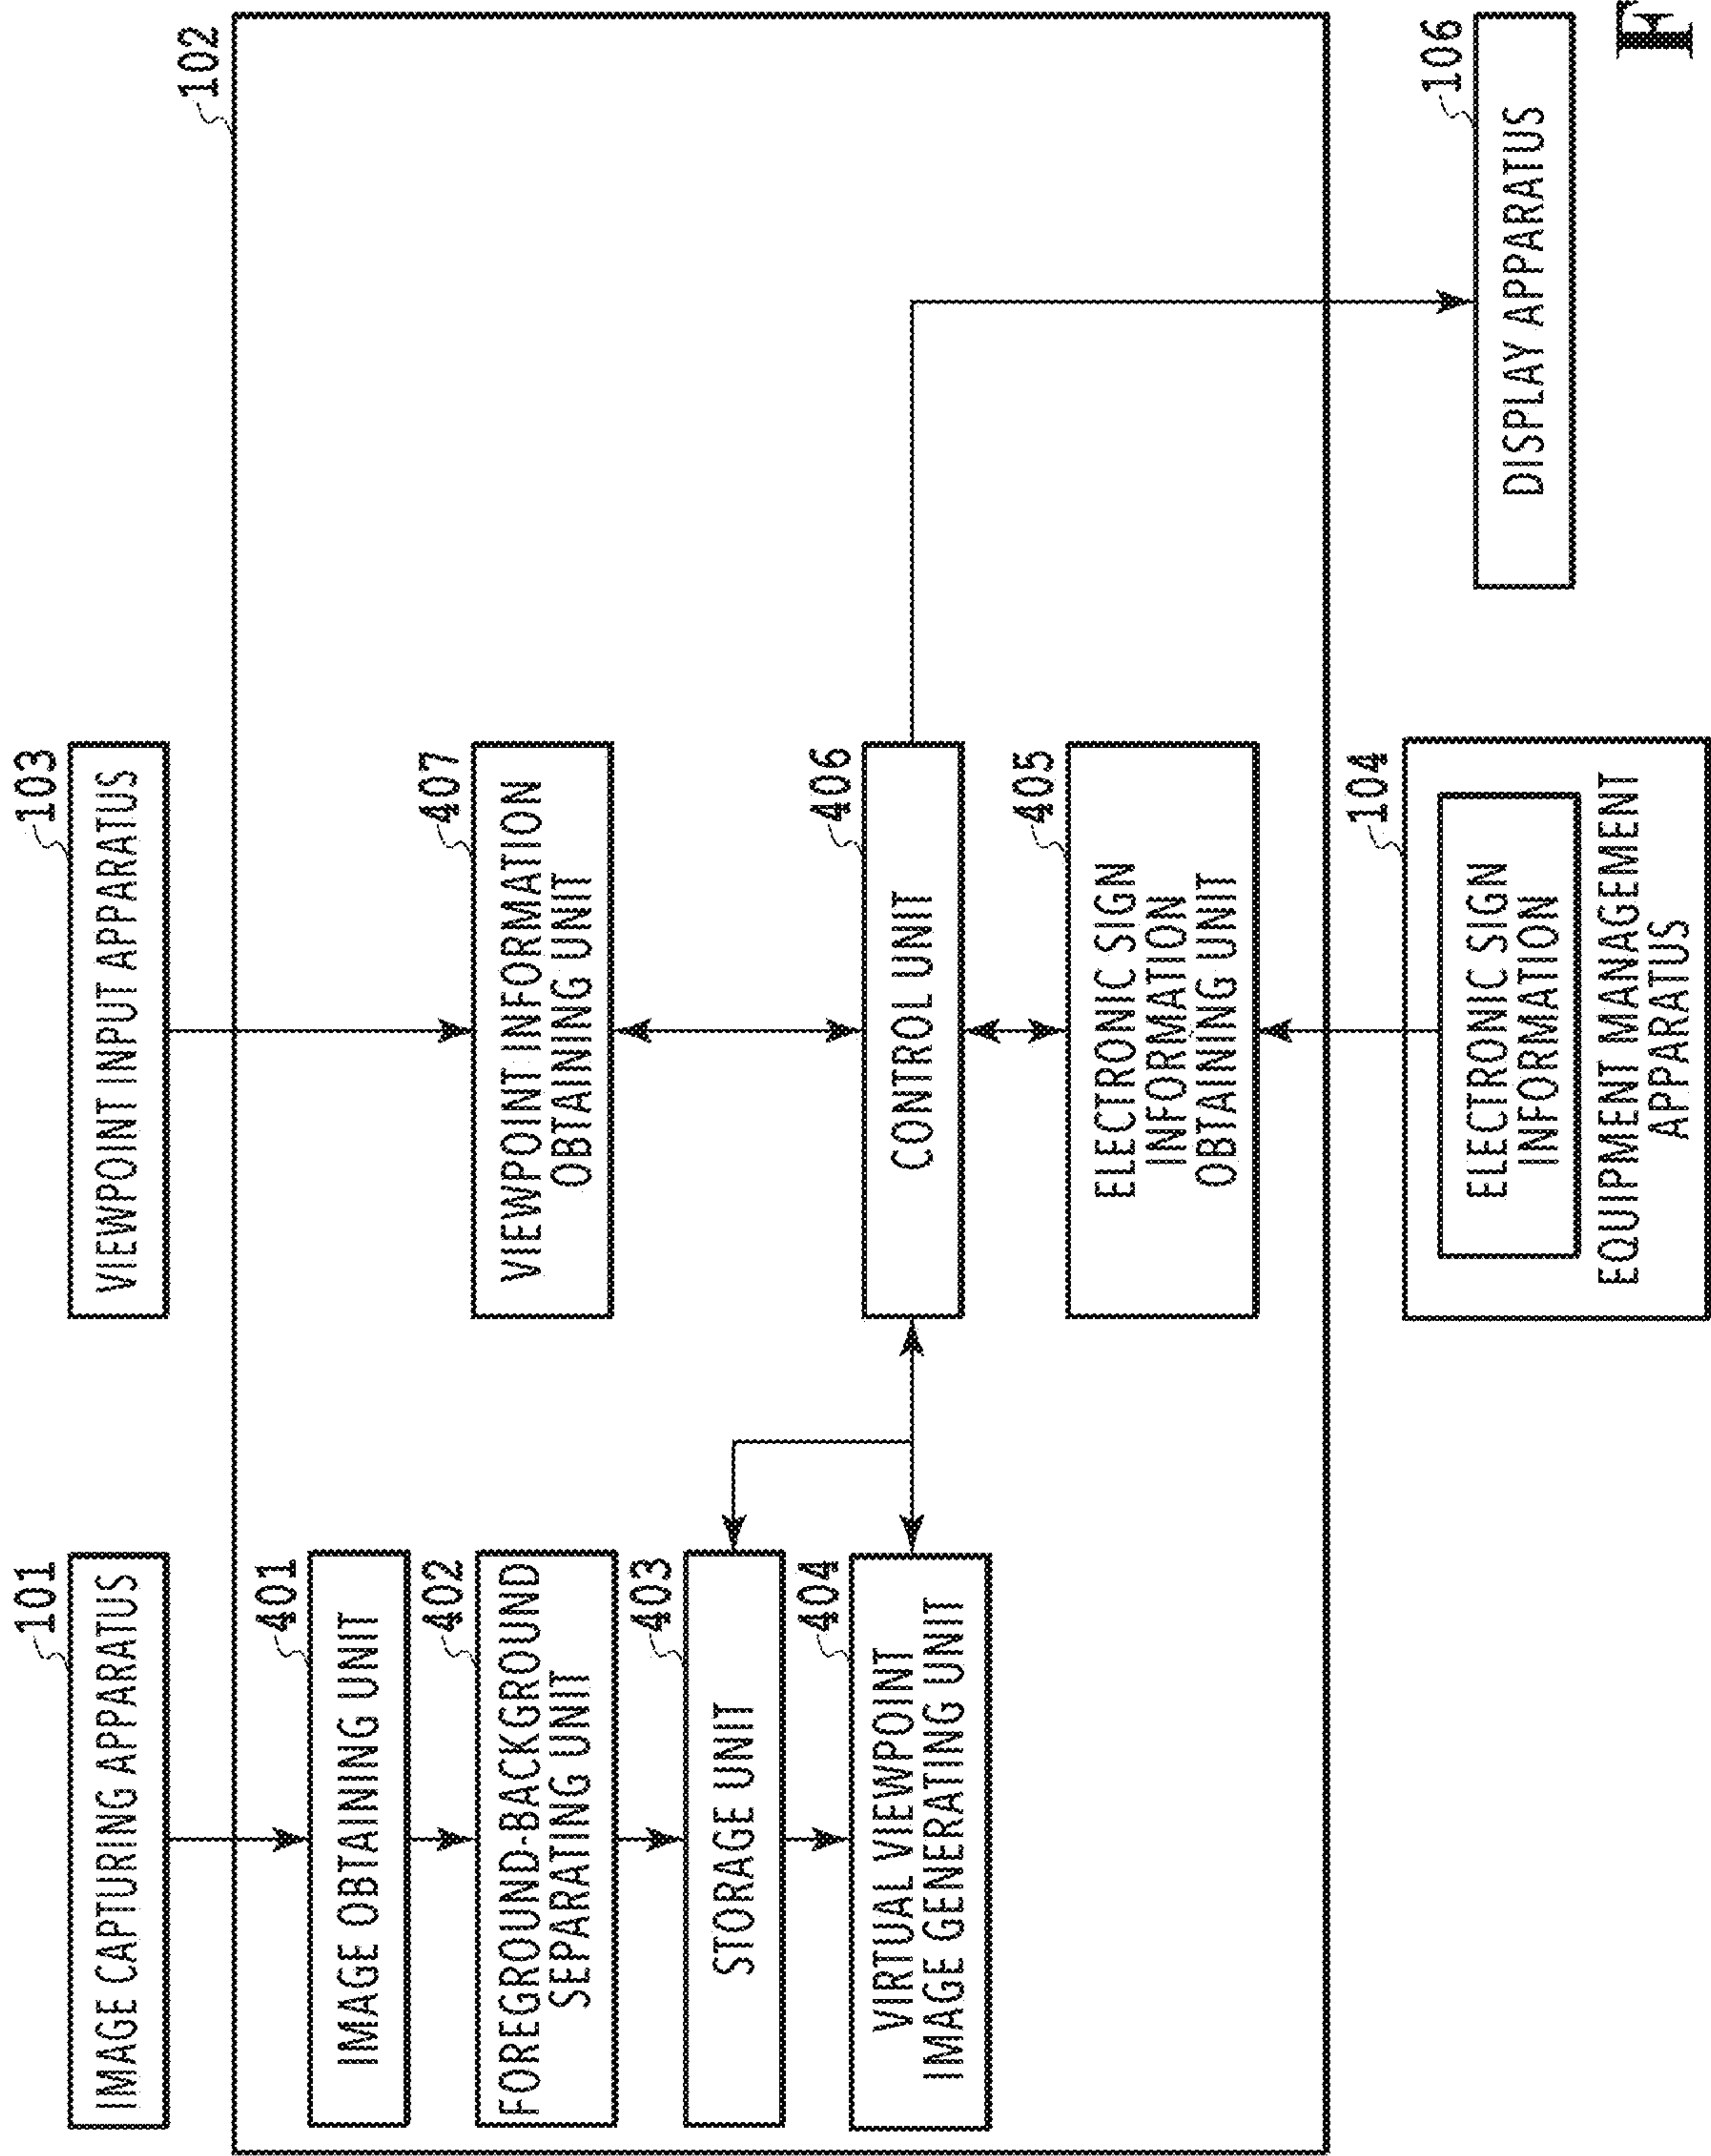 101
IMAGE CAPTURING APPARATUS
103
VIEWPOINT INPUT APPARATUS
102
401
IMAGE OBTAINING UNIT
402
FOREGROUND-BACKGROUND
SEPARATING UNIT
403
STORAGE UNIT
404
VIRTUAL VIEWPOINT
IMAGE GENERATING UNIT
407
VIEWPOINT INFORMATION
OBTAINING UNIT
406
CONTROL UNIT
405
ELECTRONIC SIGN
INFORMATION
OBTAINING UNIT
104
ELECTRONIC SIGN
INFORMATION
EQUIPMENT MANAGEMENT
APPARATUS
106
DISPLAY APPARATUS
F